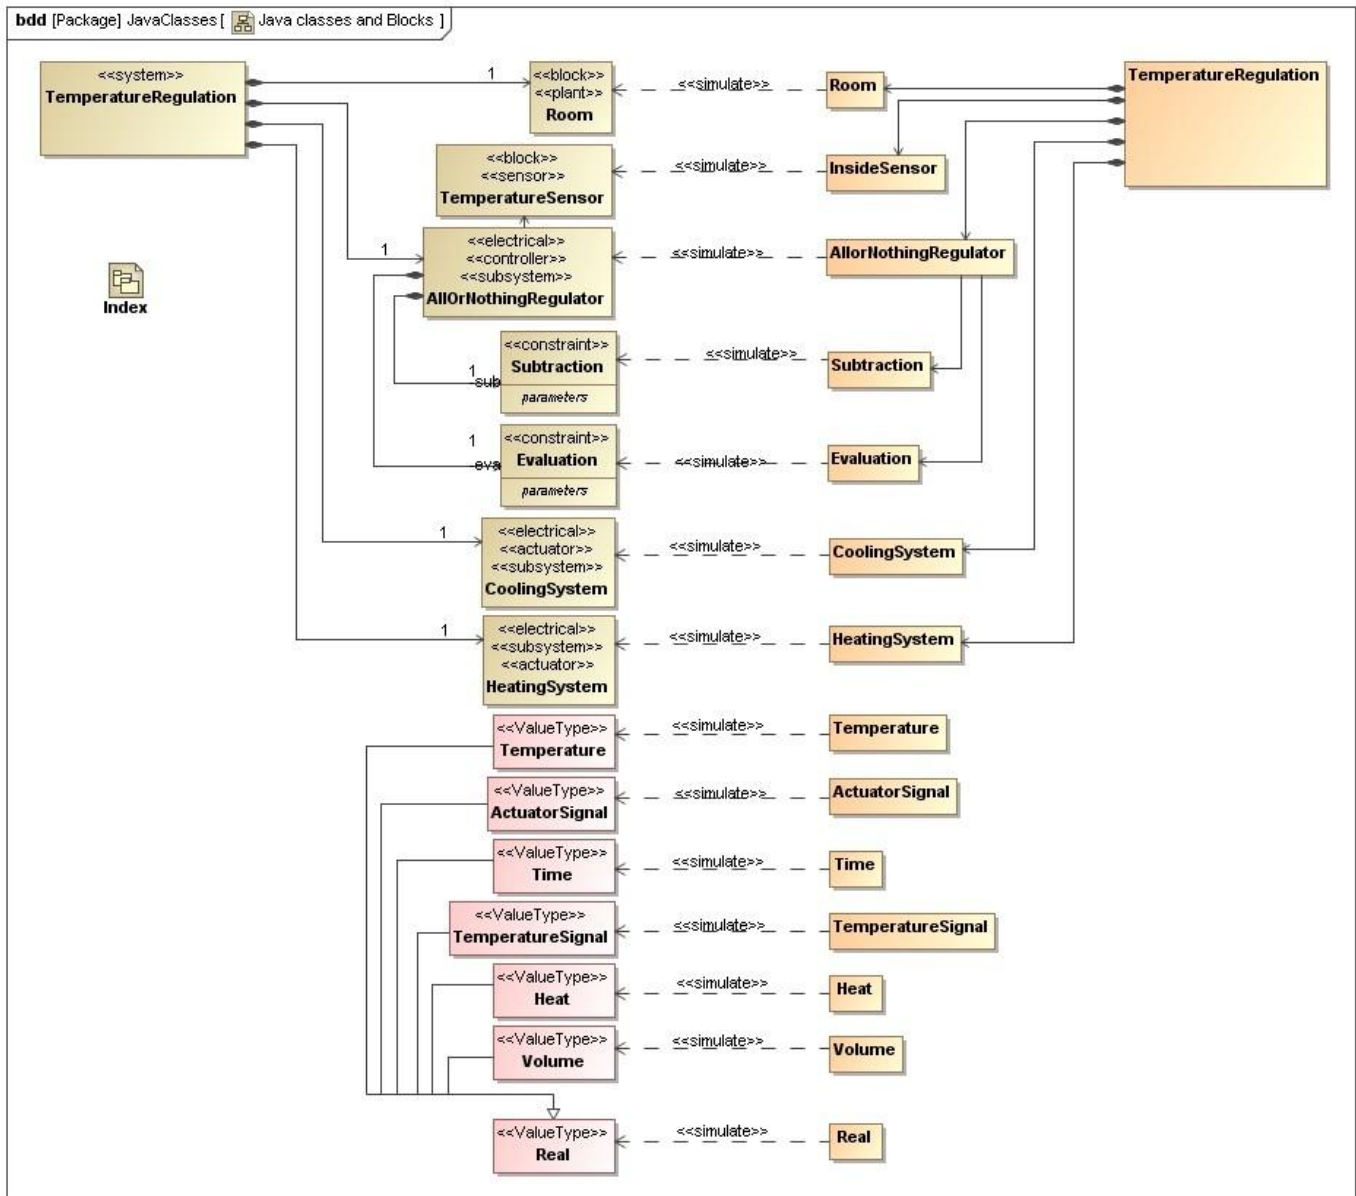 bdd [Package] JavaClasses [ Java classes and Blocks ]
<<system>>
TemperatureRegulation
1
<<block>>
<<plant>>
Room
<<simulate>>
Room
TemperatureRegulation
<<block>>
<<sensor>>
TemperatureSensor
<<simulate>>
InsideSensor
1
<<electrical>>
<<controller>>
<<subsystem>>
AllOrNothingRegulator
<<simulate>>
AllorNothingRegulator
Index
1
-sub
<<constraint>>
Subtraction
parameters
<<simulate>>
Subtraction
1
-eva
<<constraint>>
Evaluation
parameters
<<simulate>>
Evaluation
1
<<electrical>>
<<actuator>>
<<subsystem>>
CoolingSystem
<<simulate>>
CoolingSystem
1
<<electrical>>
<<subsystem>>
<<actuator>>
HeatingSystem
<<simulate>>
HeatingSystem
<<ValueType>>
Temperature
<<simulate>>
Temperature
<<ValueType>>
ActuatorSignal
<<simulate>>
ActuatorSignal
<<ValueType>>
Time
<<simulate>>
Time
<<ValueType>>
TemperatureSignal
<<simulate>>
TemperatureSignal
<<ValueType>>
Heat
<<simulate>>
Heat
<<ValueType>>
Volume
<<simulate>>
Volume
<<ValueType>>
Real
<<simulate>>
Real